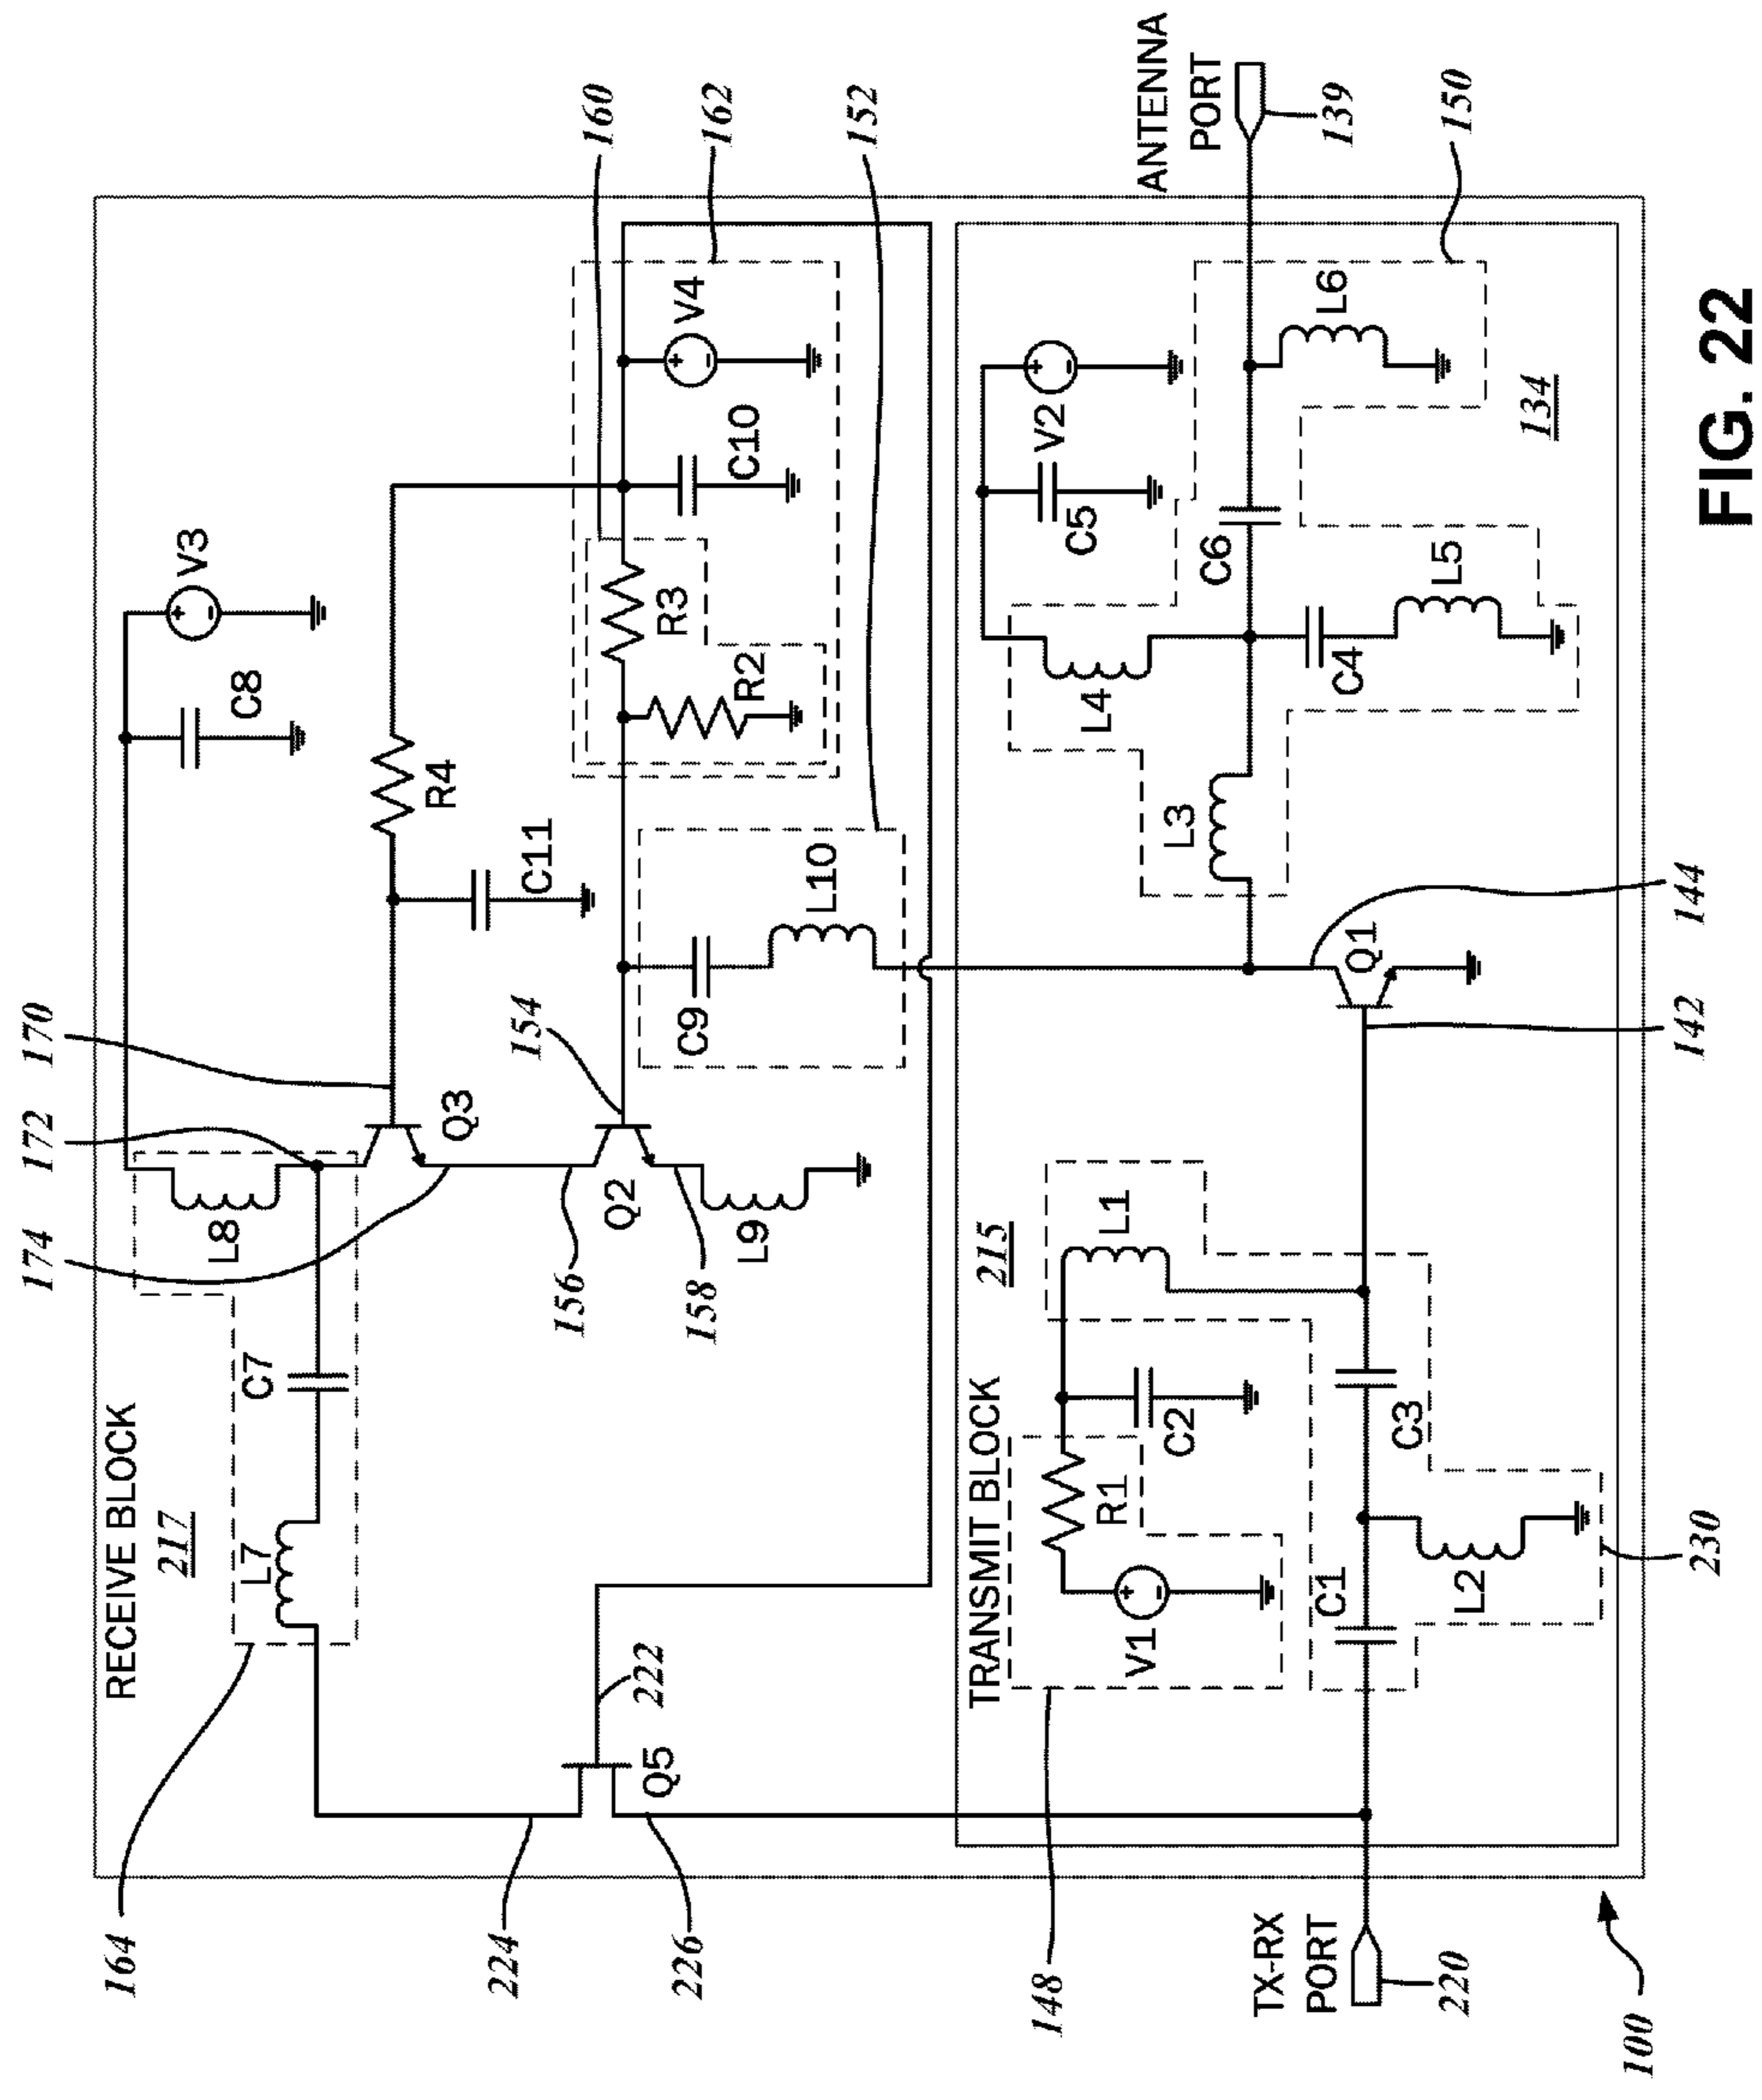 RECEIVE BLOCK
217
164
L7
C7
L8
172
170
174
Q3
V3
C8
R4
C11
160
162
152
V4
C10
R3
R2
L10
C9
154
Q2
156
158
L9
224
226
222
Q5
TRANSMIT BLOCK
215
148
V1
R1
C2
L1
C1
L2
C3
230
142
144
Q1
L3
L4
C5
V2
C6
C4
L5
L6
134
150
ANTENNA
PORT
139
TX-RX
PORT
220
100
FIG. 22